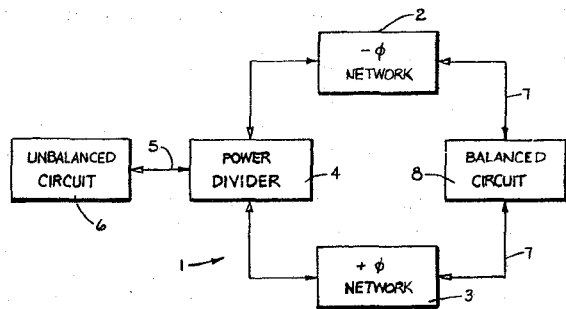 2
- ϕ
NETWORK
7
5
UNBALANCED
CIRCUIT
6
POWER
DIVIDER
4
8
BALANCED
CIRCUIT
1
+ ϕ
NETWORK
3
7